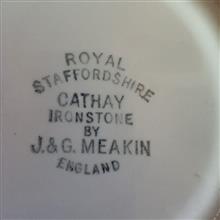 ROYAL
STAFFORDSHIRE
CATHAY
IRONSTONE
BY
J.&G. MEAKIN
ENGLAND